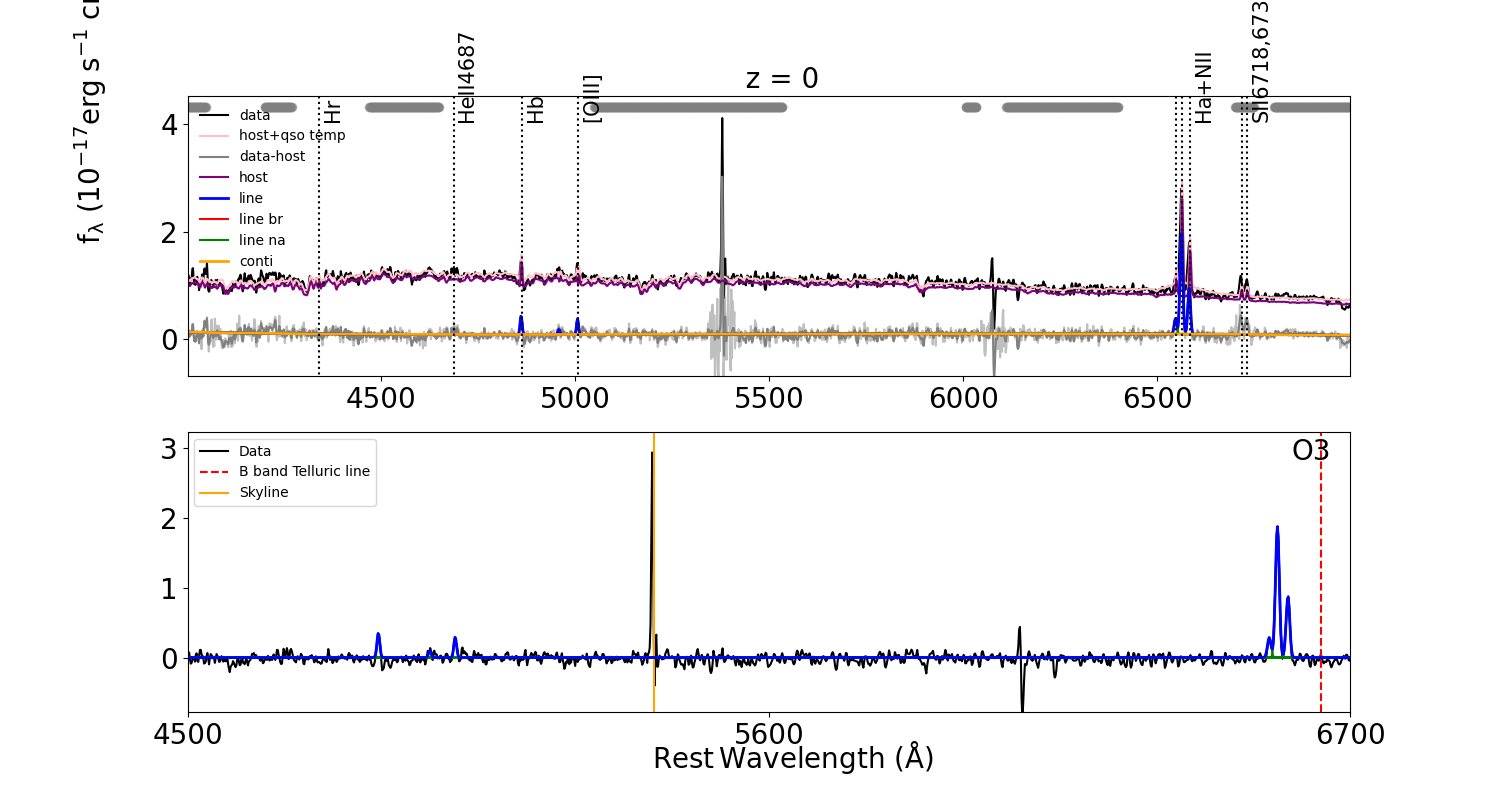 z = 0
f_λ (10^−17 erg s^−1
4
2
0
data
host+qso temp
data-host
host
line
line br
line na
conti
Hr
HeII4687
Hb
[OIII]
Ha+NII
SII6718,673
4500 5000 5500 6000 6500
3
2
1
0
Data
B band Telluric line
Skyline
O3
4500 5600 6700
Rest Wavelength (Å)